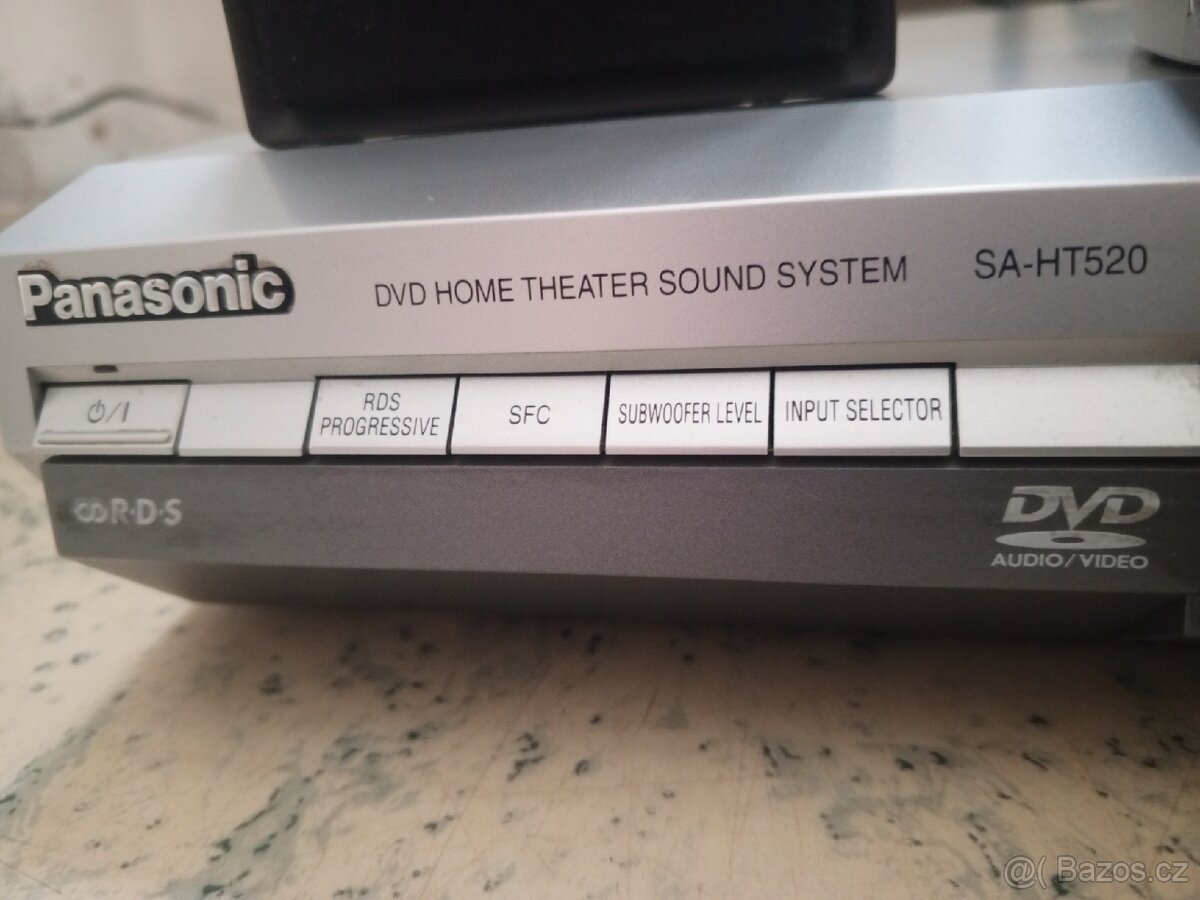 Panasonic
DVD HOME THEATER SOUND SYSTEM
SA-HT520
⏻/I
RDS
PROGRESSIVE
SFC
SUBWOOFER LEVEL
INPUT SELECTOR
R·D·S
DVD
AUDIO/VIDEO
@( Bazos.cz